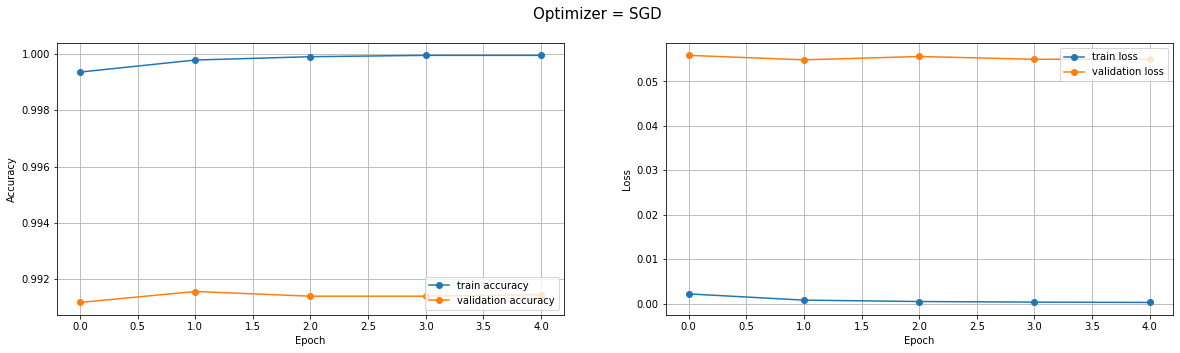 Optimizer = SGD
Accuracy
1.000
0.998
0.996
0.994
0.992
0.0 0.5 1.0 1.5 2.0 2.5 3.0 3.5 4.0
Epoch
train accuracy
validation accuracy
Loss
0.05
0.04
0.03
0.02
0.01
0.00
0.0 0.5 1.0 1.5 2.0 2.5 3.0 3.5 4.0
Epoch
train loss
validation loss